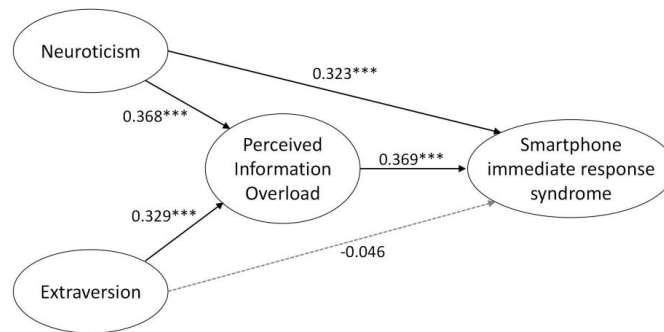 Neuroticism
0.323***
0.368***
Perceived
Information
Overload
0.369***
Smartphone
immediate response
syndrome
0.329***
-0.046
Extraversion